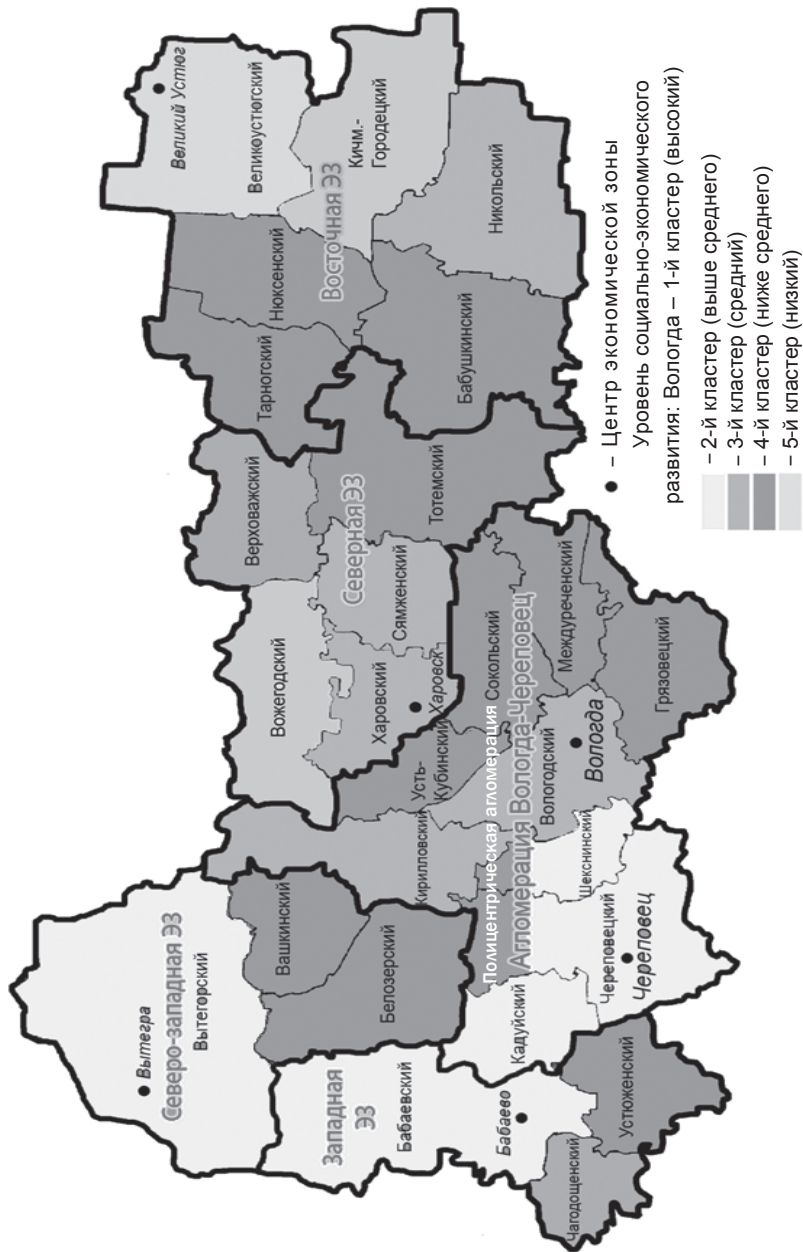 Великий Устюг
Великоустюгский
Кичм.-
Городецкий
Восточная ЭЗ
Никольский
Нюксенский
Тарногский
Бабушкинский
Верховажский
Северная ЭЗ
Тотемский
Вожегодский
Сямженский
Харовский
Харовск
Сокольский
Междуреченский
Грязовецкий
Усть-
Кубинский
Полицентрическая агломерация
Агломерация Вологда-Череповец
Вологодский
Вологда
Кирилловский
Шекснинский
Череповецкий
Череповец
Кадуйский
Вытегра
Северо-западная ЭЗ
Вытегорский
Вашкинский
Белозерский
Западная
ЭЗ
Бабаевский
Бабаево
Устюженский
Чагодощенский
– Центр экономической зоны
Уровень социально-экономического
развития: Вологда – 1-й кластер (высокий)
– 2-й кластер (выше среднего)
– 3-й кластер (средний)
– 4-й кластер (ниже среднего)
– 5-й кластер (низкий)